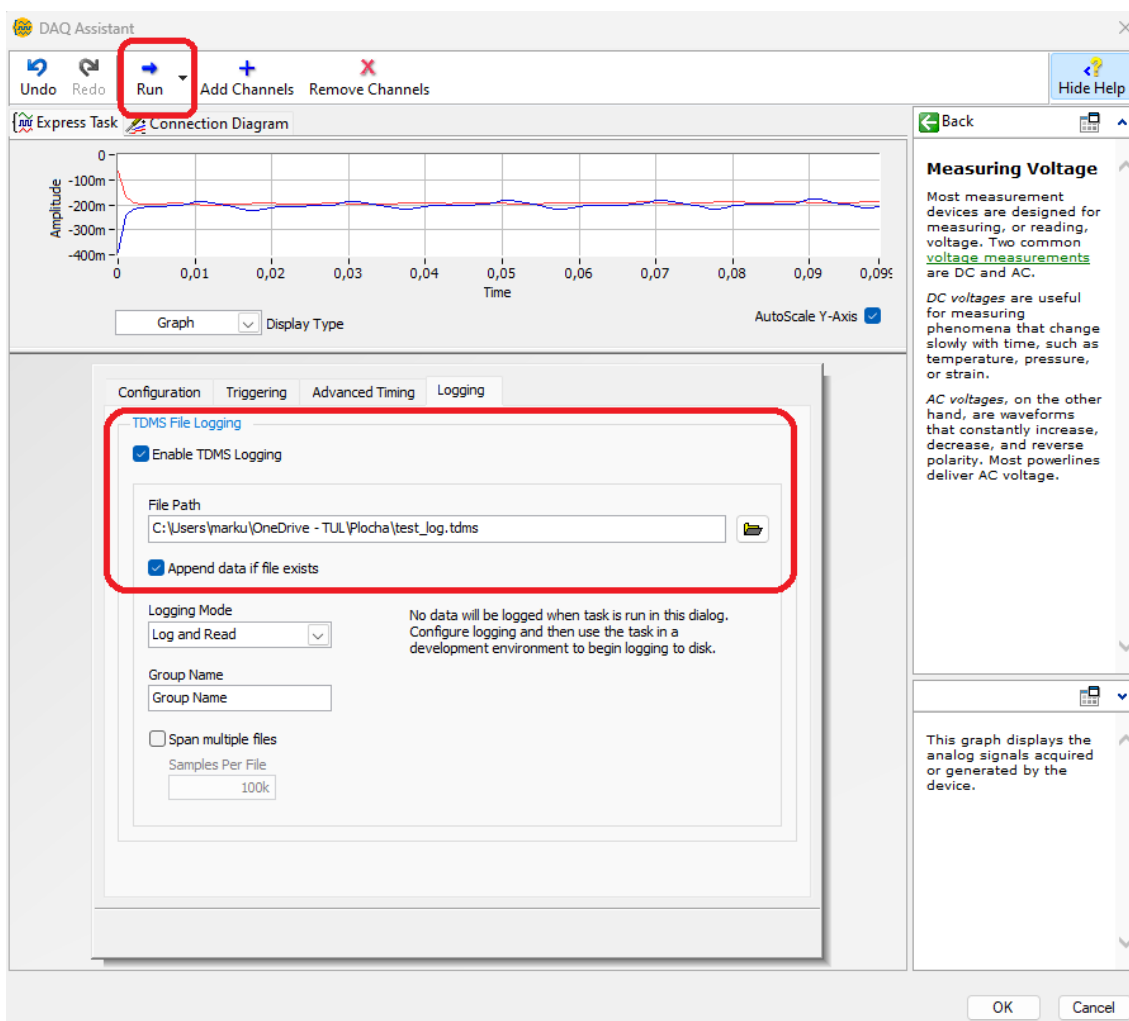 DAQ Assistant
Undo
Redo
Run
Add Channels
Remove Channels
Hide Help
Express Task
Connection Diagram
0
-100m
-200m
-300m
-400m
Amplitude
0
0,01
0,02
0,03
0,04
0,05
0,06
0,07
0,08
0,09
0,099
Time
Graph
Display Type
AutoScale Y-Axis
Configuration
Triggering
Advanced Timing
Logging
TDMS File Logging
Enable TDMS Logging
File Path
C:\Users\marku\OneDrive - TUL\Plocha\test_log.tdms
Append data if file exists
Logging Mode
Log and Read
No data will be logged when task is run in this dialog.
Configure logging and then use the task in a
development environment to begin logging to disk.
Group Name
Group Name
Span multiple files
Samples Per File
100k
Back
Measuring Voltage
Most measurement
devices are designed for
measuring, or reading,
voltage. Two common
voltage measurements
are DC and AC.
DC voltages are useful
for measuring
phenomena that change
slowly with time, such as
temperature, pressure,
or strain.
AC voltages, on the other
hand, are waveforms
that constantly increase,
decrease, and reverse
polarity. Most powerlines
deliver AC voltage.
This graph displays the
analog signals acquired
or generated by the
device.
OK
Cancel